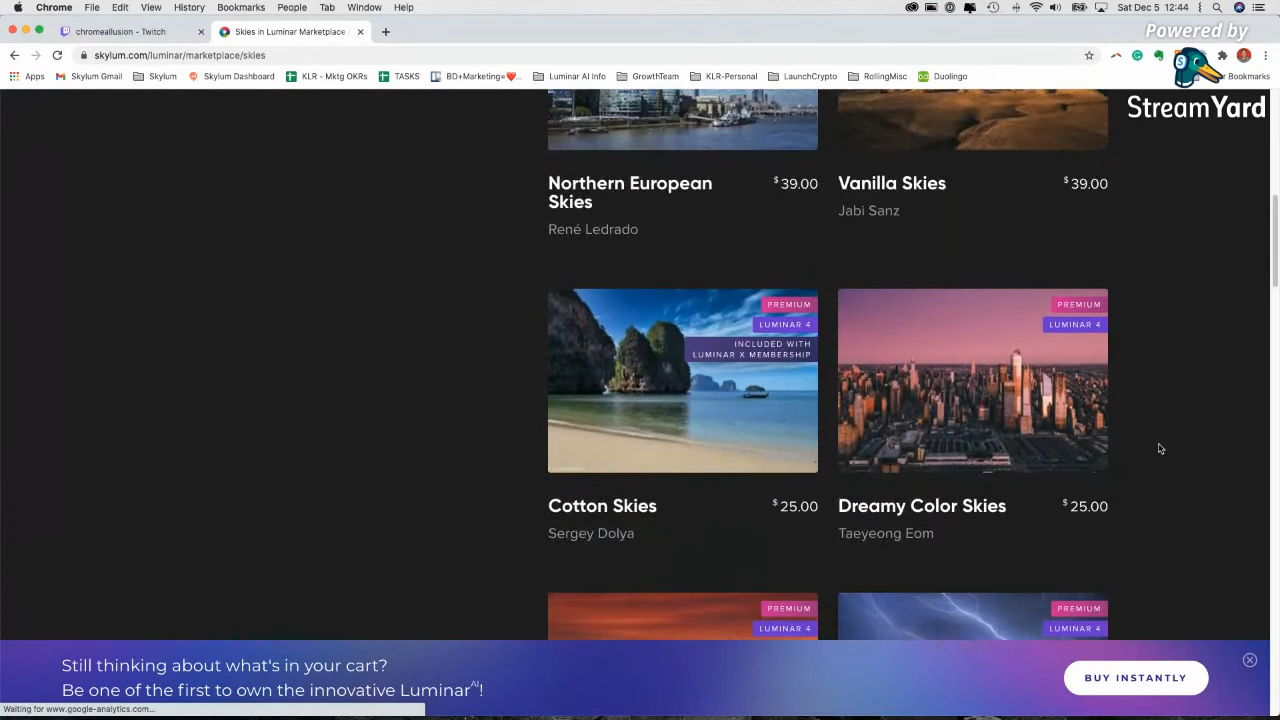 Chrome File Edit View History Bookmarks People Tab Window Help
Sat Dec 5 12:44
Powered by
StreamYard
chromeallusion - Twitch
Skies in Luminar Marketplace
skylum.com/luminar/marketplace/skies
Apps Skylum Gmail Skylum Skylum Dashboard KLR - Mktg OKRs TASKS BD+Marketing=❤️... Luminar AI Info GrowthTeam KLR-Personal LaunchCrypto RollingMisc Duolingo Bookmarks
Northern European
Skies
$ 39.00
René Ledrado
Vanilla Skies
$ 39.00
Jabi Sanz
PREMIUM
LUMINAR 4
INCLUDED WITH
LUMINAR X MEMBERSHIP
PREMIUM
LUMINAR 4
Cotton Skies
$ 25.00
Sergey Dolya
Dreamy Color Skies
$ 25.00
Taeyeong Eom
PREMIUM
LUMINAR 4
PREMIUM
LUMINAR 4
Still thinking about what's in your cart?
Be one of the first to own the innovative LuminarAI!
BUY INSTANTLY
Waiting for www.google-analytics.com...